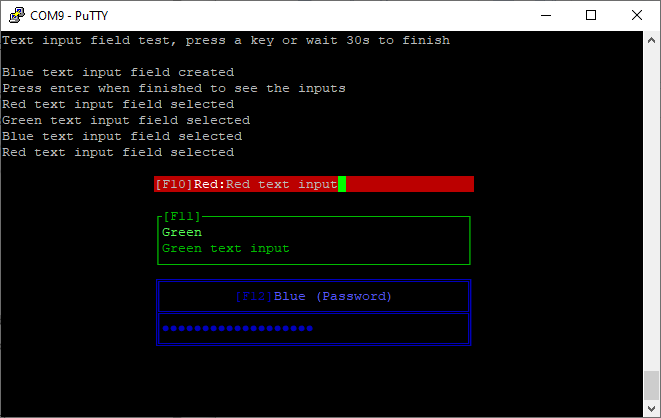 COM9 - PuTTY
Text input field test, press a key or wait 30s to finish
Blue text input field created
Press enter when finished to see the inputs
Red text input field selected
Green text input field selected
Blue text input field selected
Red text input field selected
[F10]Red:Red text input
[F11]
Green
Green text input
[F12]Blue (Password)
●●●●●●●●●●●●●●●●●●●